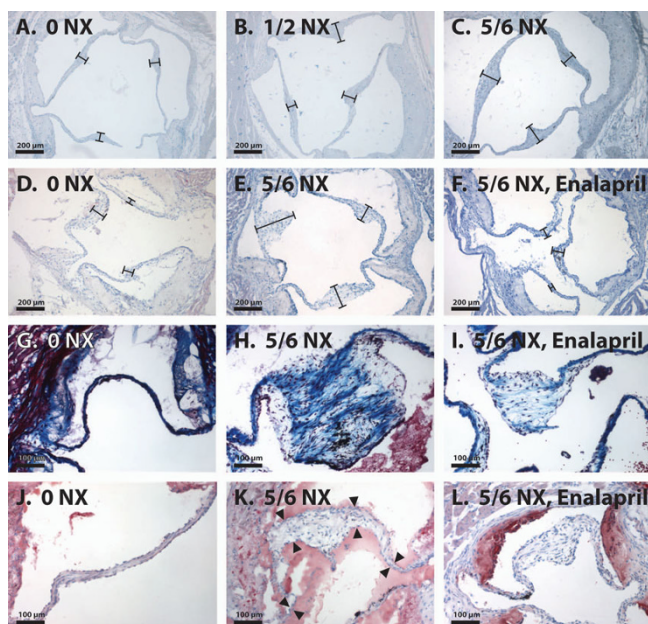 A. 0 NX
B. 1/2 NX
C. 5/6 NX
200 µm
200 µm
200 µm
D. 0 NX
E. 5/6 NX
F. 5/6 NX, Enalapril
200 µm
200 µm
200 µm
G. 0 NX
H. 5/6 NX
I. 5/6 NX, Enalapril
100 µm
100 µm
100 µm
J. 0 NX
K. 5/6 NX
L. 5/6 NX, Enalapril
100 µm
100 µm
100 µm